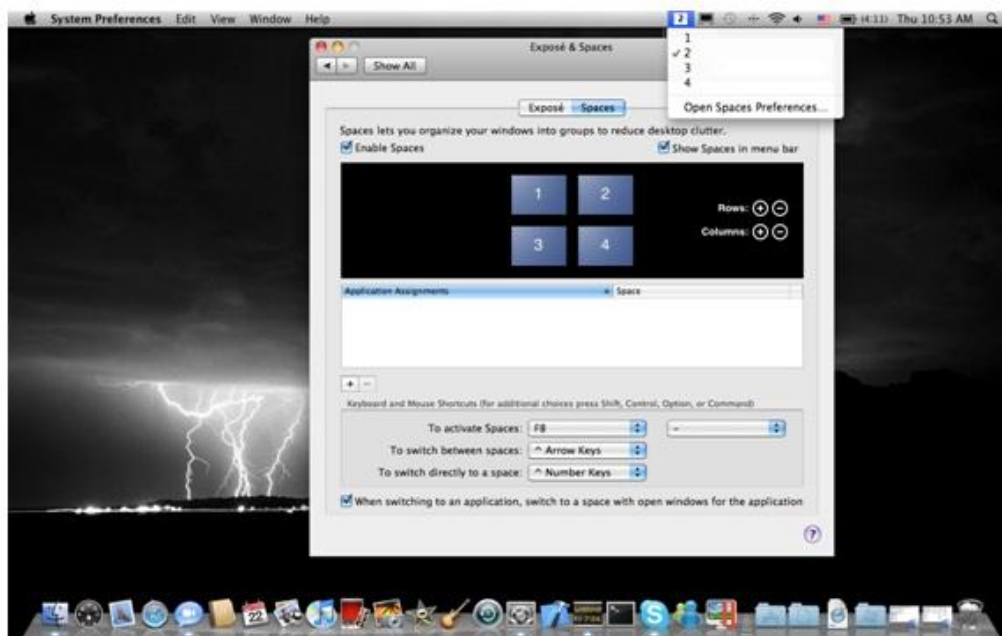 System Preferences Edit View Window Help
2 (4:11) Thu 10:53 AM
1
✓ 2
3
4
Open Spaces Preferences...
Exposé & Spaces
Show All
Exposé Spaces
Spaces lets you organize your windows into groups to reduce desktop clutter.
Enable Spaces Show Spaces in menu bar
1 2
Rows:
Columns:
3 4
Application Assignments Space
Keyboard and Mouse Shortcuts (for additional choices press Shift, Control, Option, or Command)
To activate Spaces: F8 –
To switch between spaces: ^ Arrow Keys
To switch directly to a space: ^ Number Keys
When switching to an application, switch to a space with open windows for the application
?
22